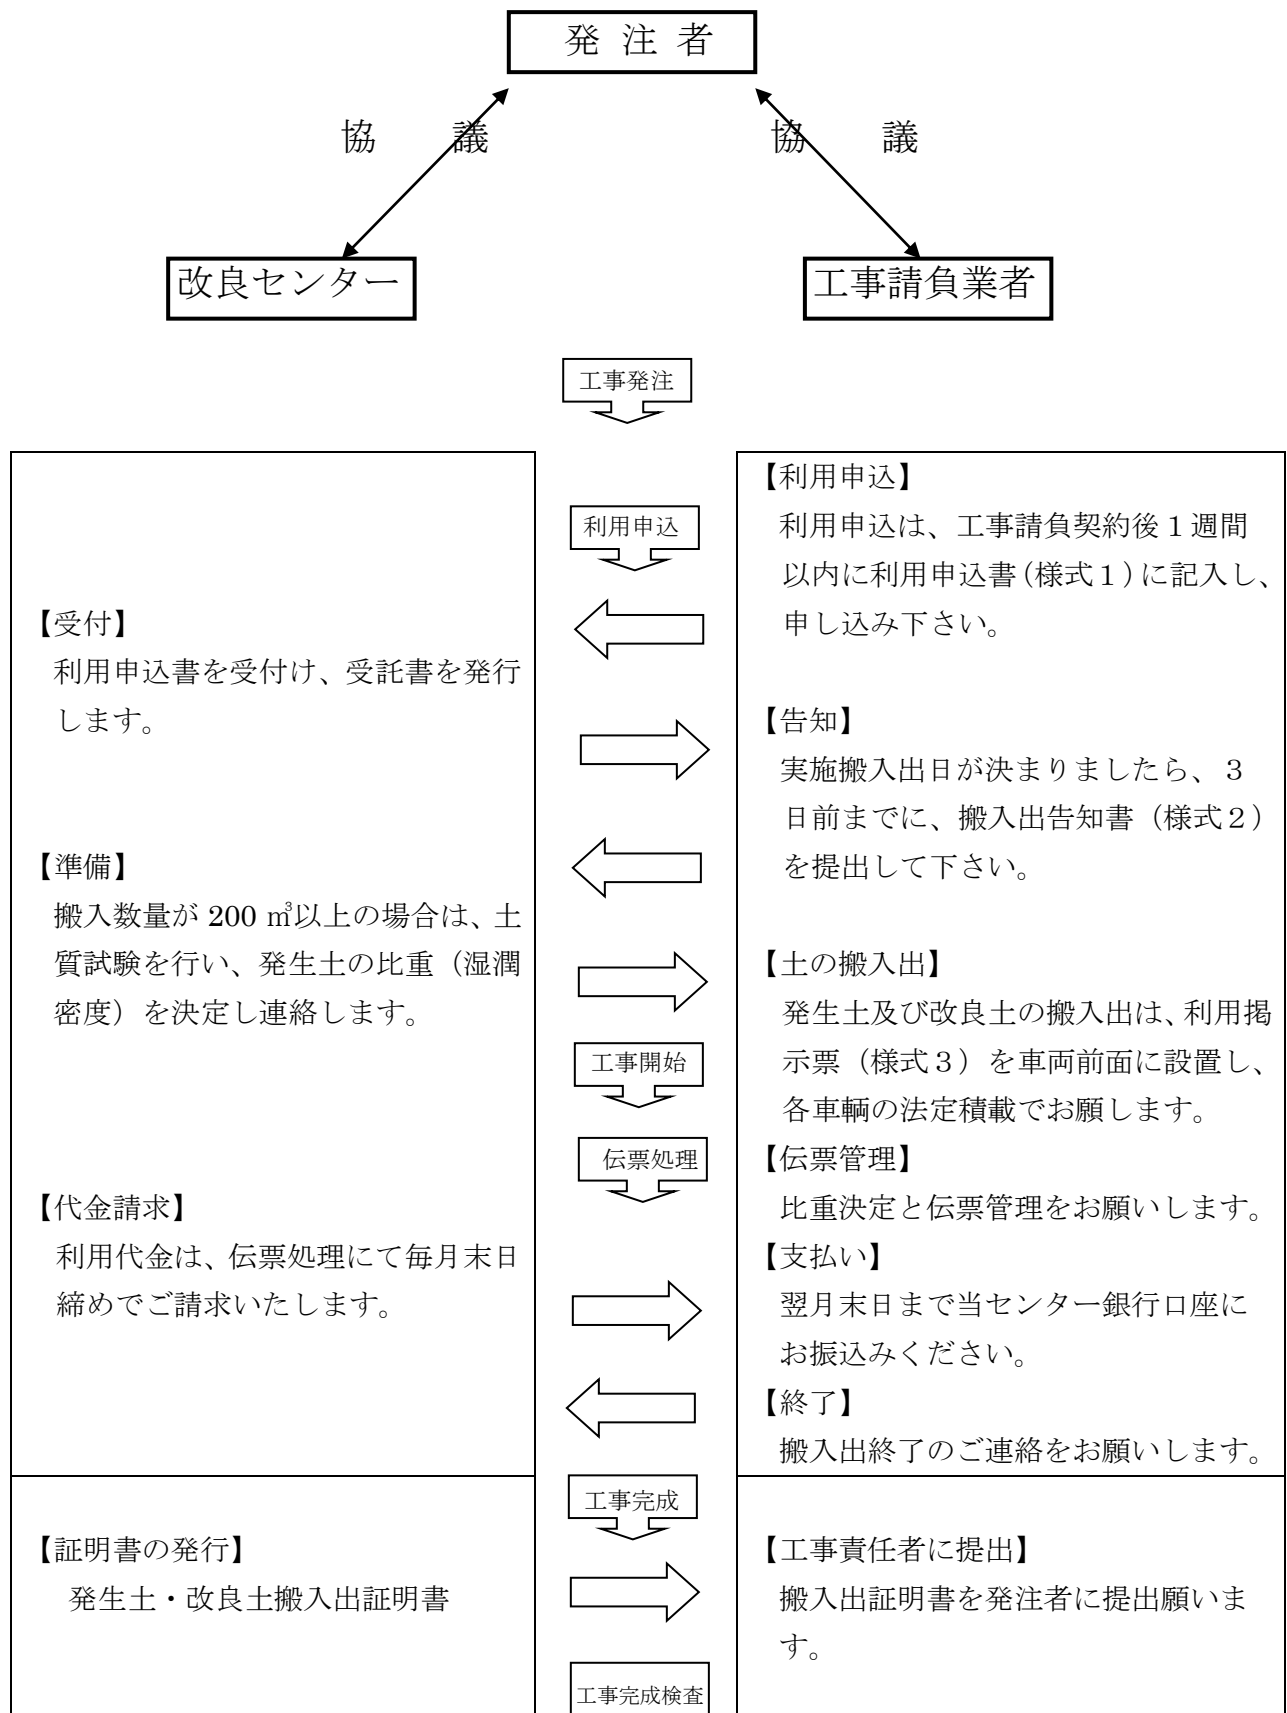 発 注 者
協　　議
協　　議
改良センター
工事請負業者
工事発注
利用申込
工事開始
伝票処理
工事完成
工事完成検査
【受付】
利用申込書を受付け、受託書を発行
します。
【準備】
搬入数量が 200 ㎥以上の場合は、土
質試験を行い、発生土の比重（湿潤
密度）を決定し連絡します。
【代金請求】
利用代金は、伝票処理にて毎月末日
締めでご請求いたします。
【証明書の発行】
発生土・改良土搬入出証明書
【利用申込】
利用申込は、工事請負契約後１週間
以内に利用申込書(様式１)に記入し、
申し込み下さい。
【告知】
実施搬入出日が決まりましたら、３
日前までに、搬入出告知書（様式２）
を提出して下さい。
【土の搬入出】
発生土及び改良土の搬入出は、利用掲
示票（様式３）を車両前面に設置し、
各車輌の法定積載でお願します。
【伝票管理】
比重決定と伝票管理をお願いします。
【支払い】
翌月末日まで当センター銀行口座に
お振込みください。
【終了】
搬入出終了のご連絡をお願いします。
【工事責任者に提出】
搬入出証明書を発注者に提出願いま
す。